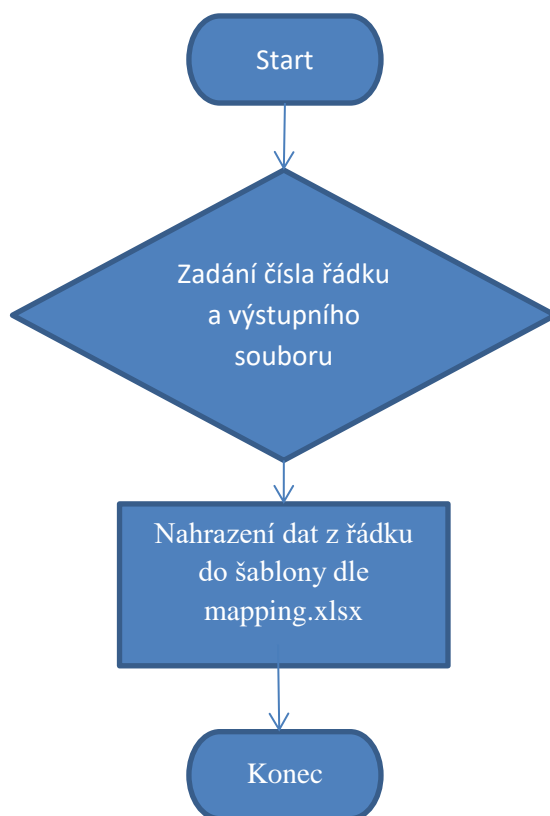 Start
Zadání čísla řádku
a výstupního
souboru
Nahrazení dat z řádku
do šablony dle
mapping.xlsx
Konec